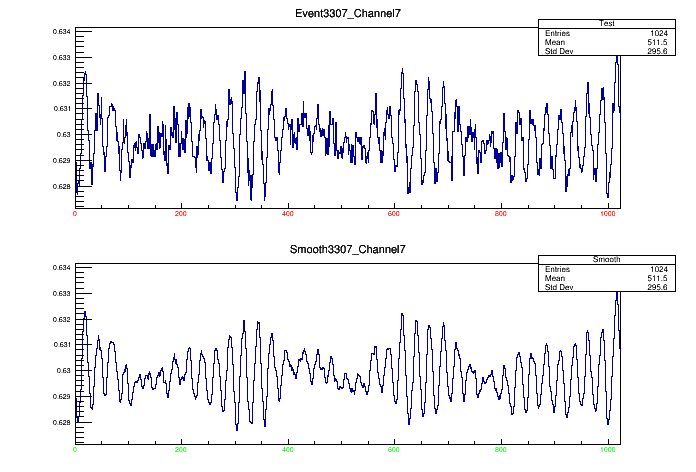 Event3307_Channel7
Test
Entries 1024
Mean 511.5
Std Dev 295.6
0.634
0.633
0.632
0.631
0.63
0.629
0.628
0 200 400 600 800 1000
Smooth3307_Channel7
Smooth
Entries 1024
Mean 511.5
Std Dev 295.6
0.634
0.633
0.632
0.631
0.63
0.629
0.628
0 200 400 600 800 1000